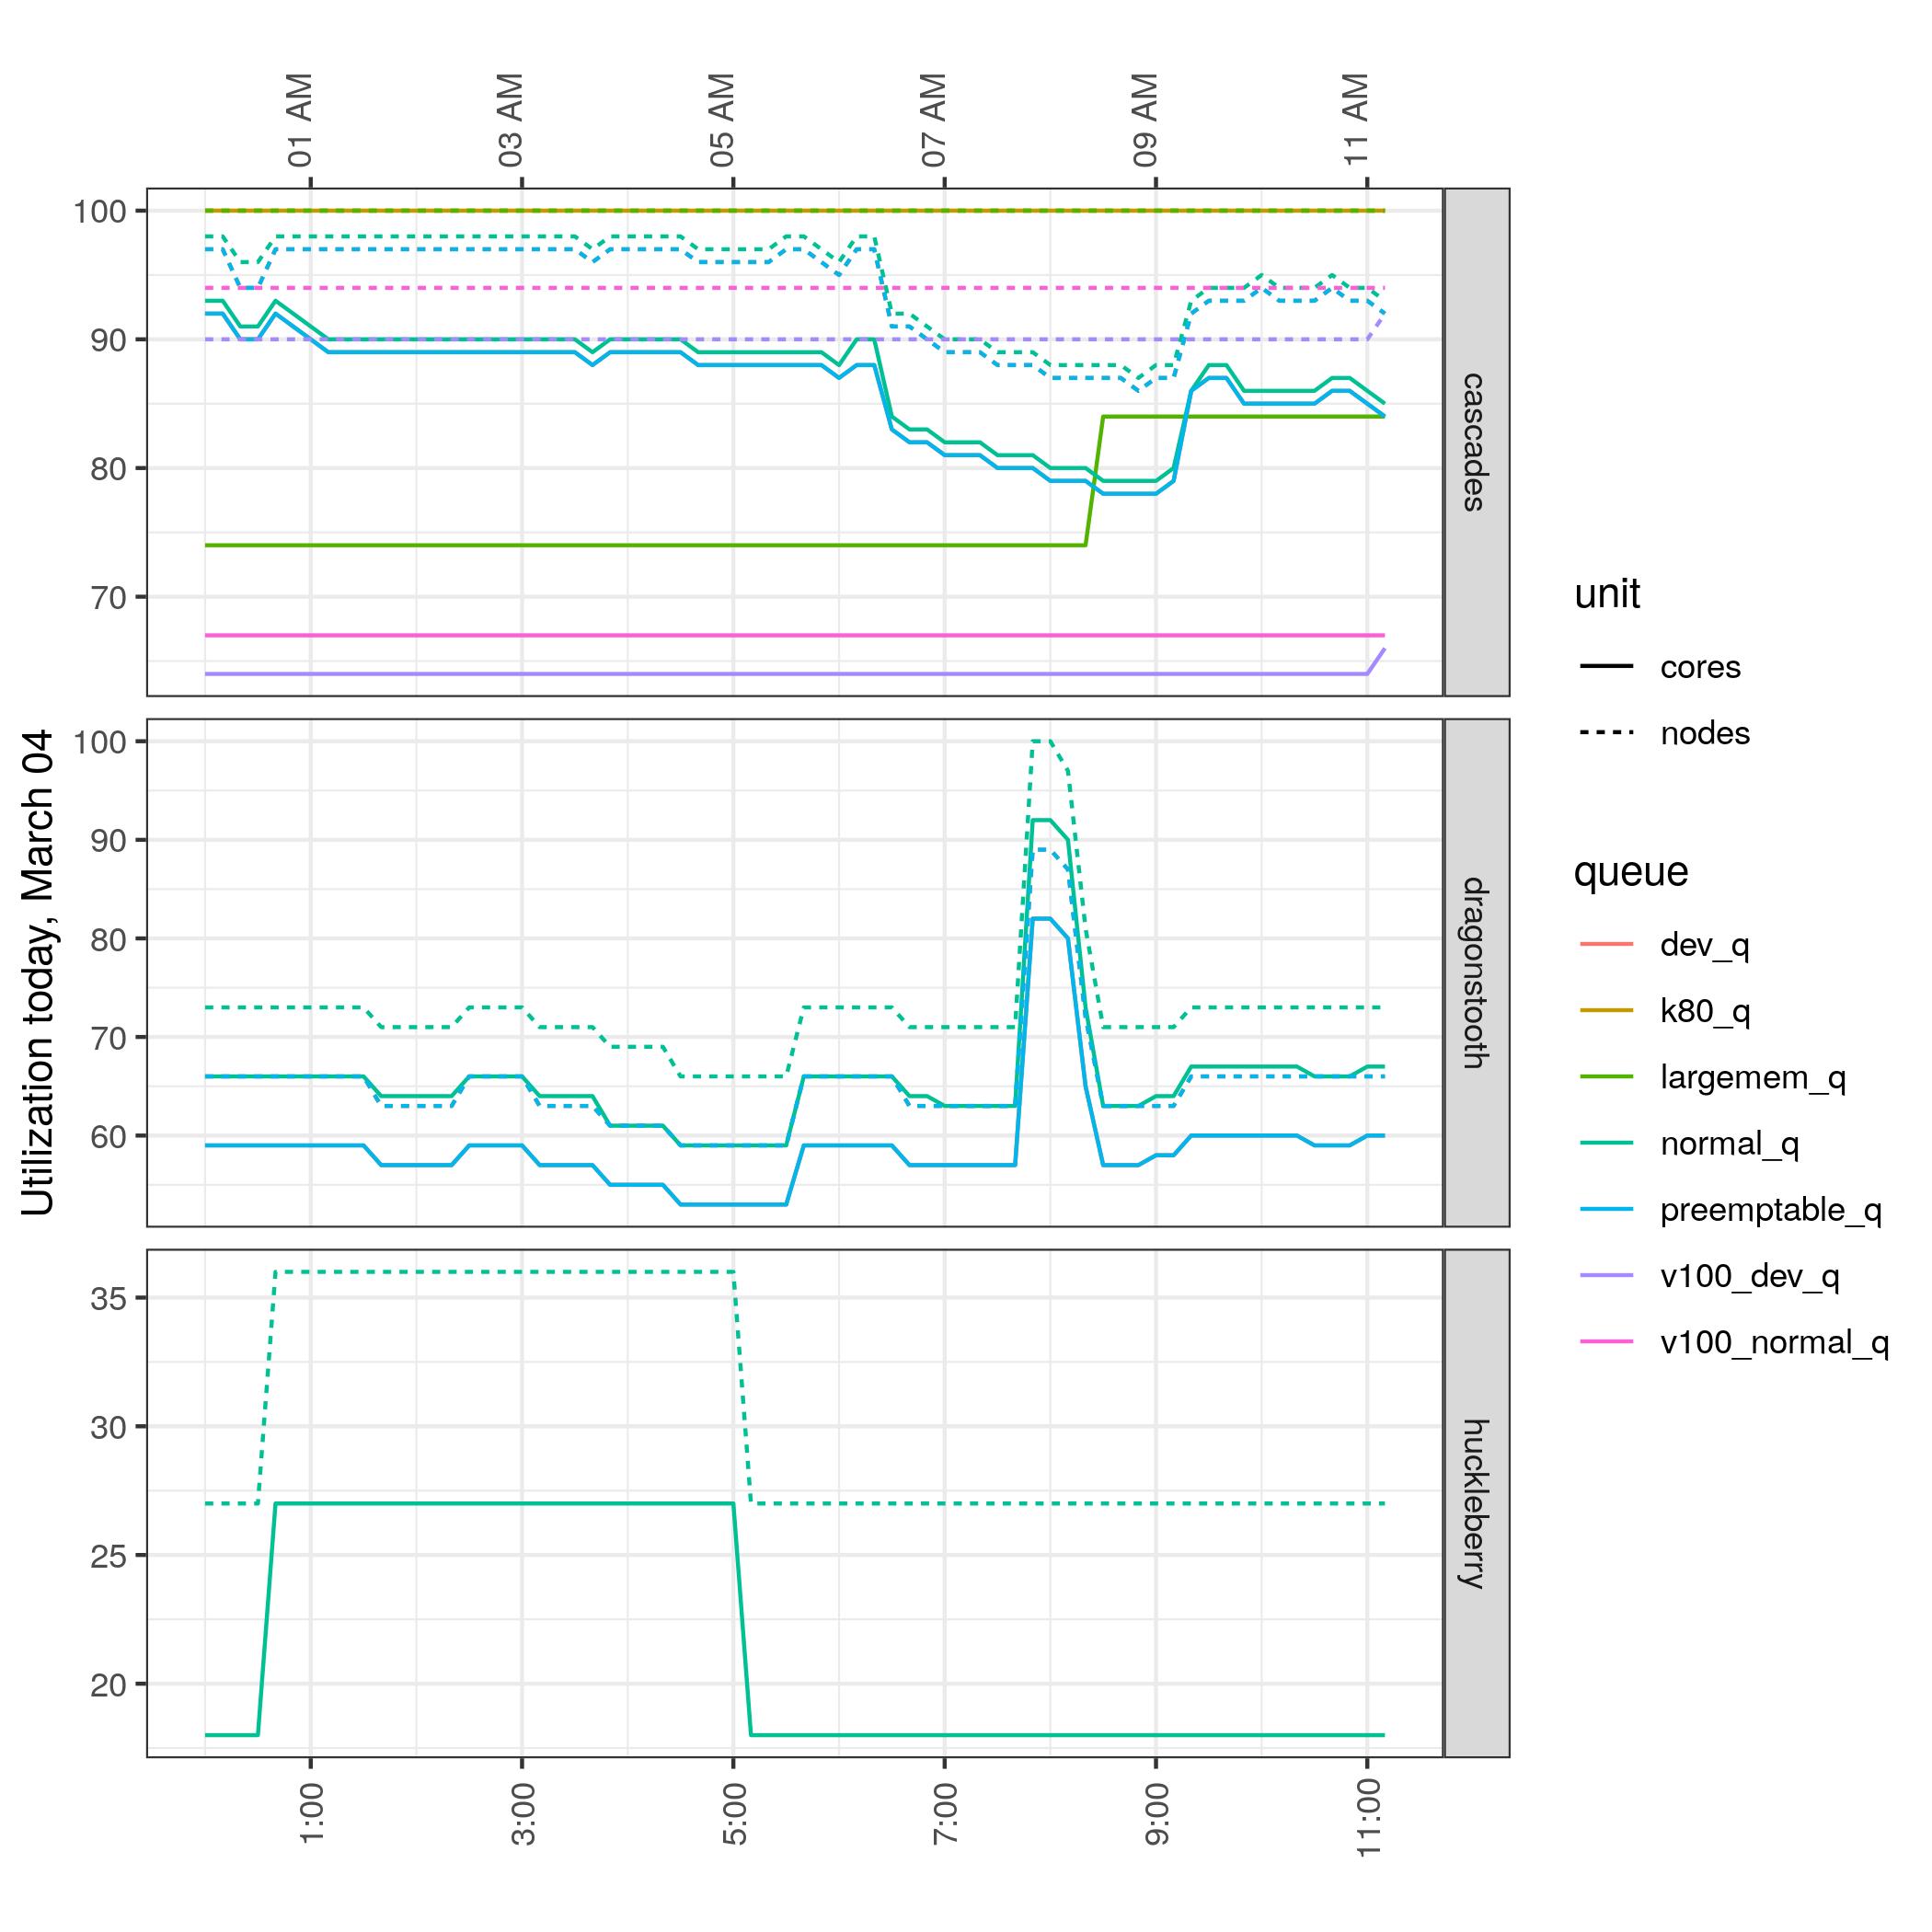 01 AM
03 AM
05 AM
07 AM
09 AM
11 AM
Utilization today, March 04
100
90
80
70
cascades
100
90
80
70
60
dragonstooth
35
30
25
20
huckleberry
1:00
3:00
5:00
7:00
9:00
11:00
unit
cores
nodes
queue
dev_q
k80_q
largemem_q
normal_q
preemptable_q
v100_dev_q
v100_normal_q